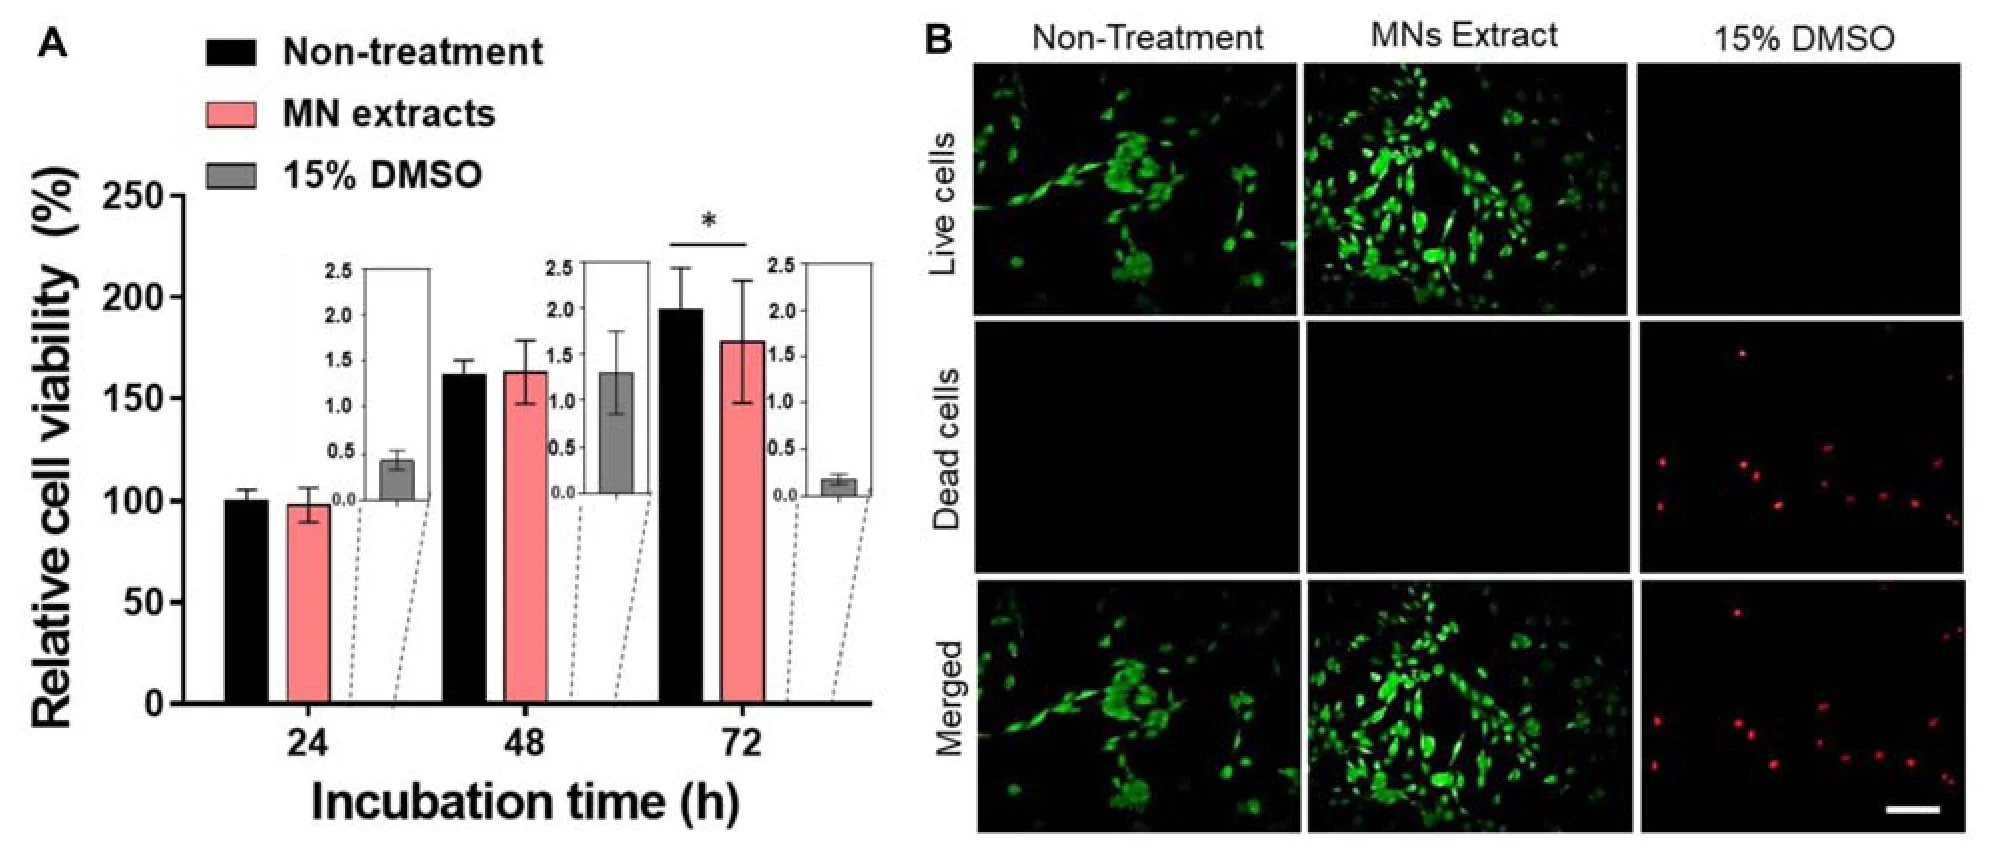 A
Non-treatment
MN extracts
15% DMSO
Relative cell viability (%)
250
200
150
100
50
0
2.5
2.0
1.5
1.0
0.5
0.0
2.5
2.0
1.5
1.0
0.5
0.0
*
2.5
2.0
1.5
1.0
0.5
0.0
24
48
72
Incubation time (h)
B
Non-Treatment
MNs Extract
15% DMSO
Live cells
Dead cells
Merged